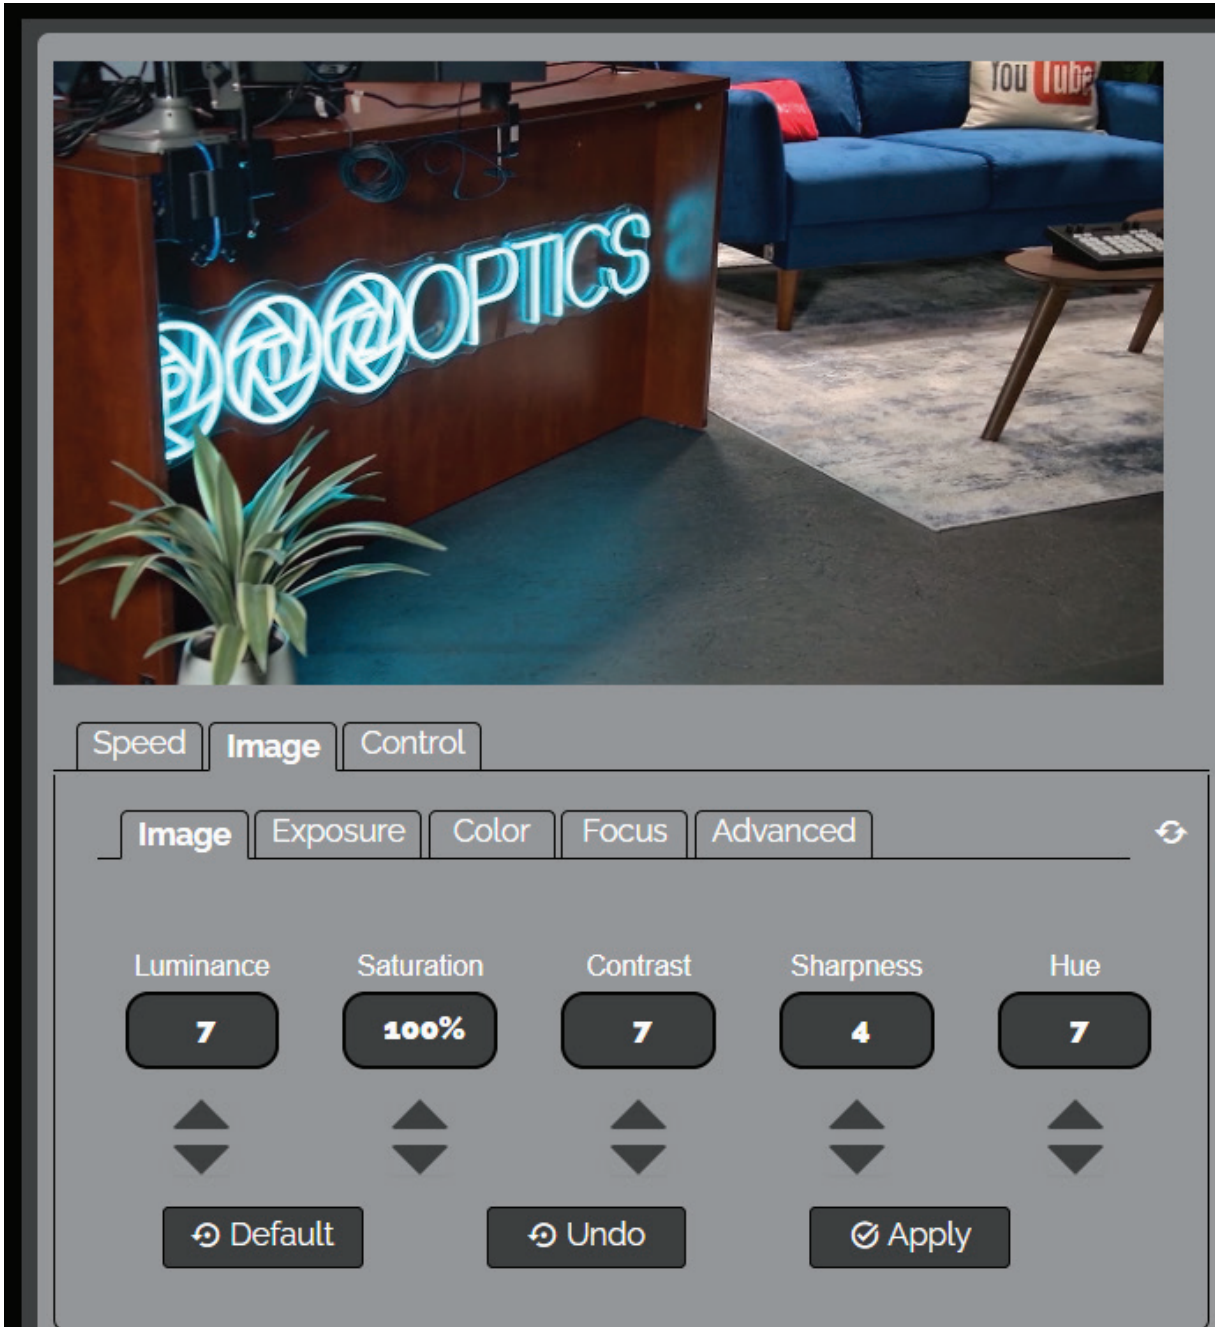 You Tube
PTZOPTICS
Speed Image Control
Image Exposure Color Focus Advanced
Luminance Saturation Contrast Sharpness Hue
7 100% 7 4 7
Default Undo Apply